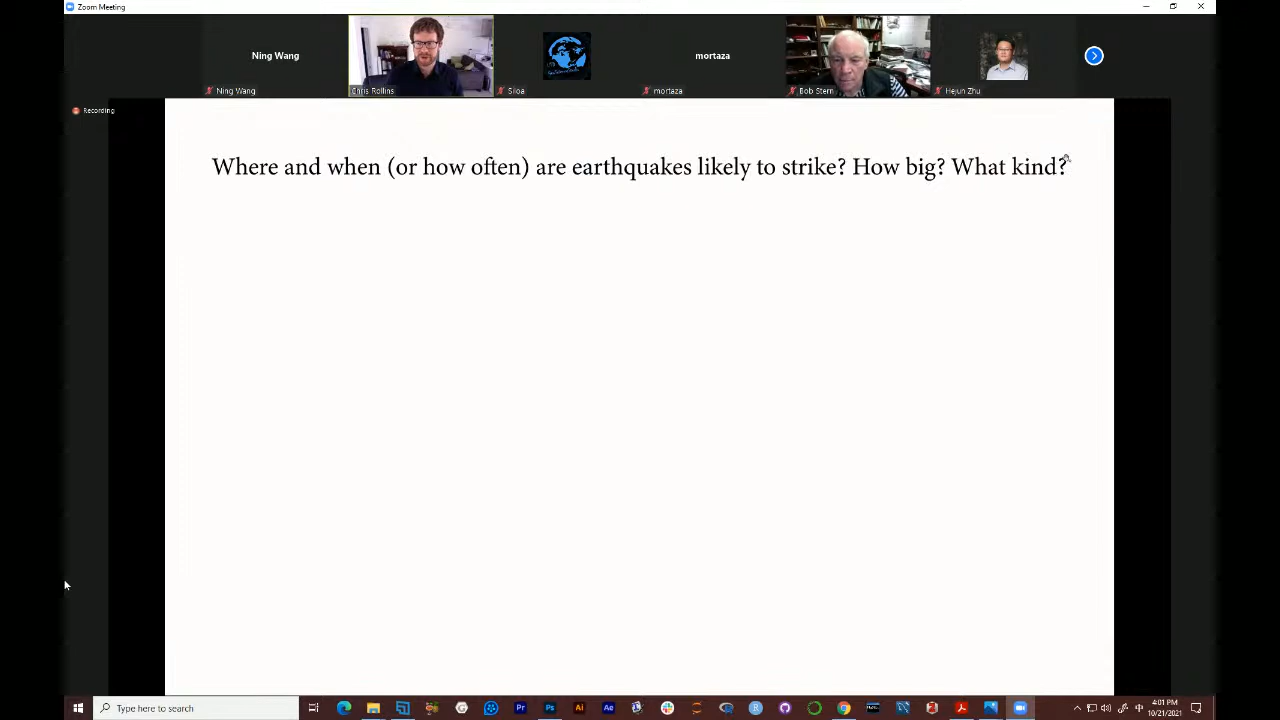 Zoom Meeting
Ning Wang
mortaza
Ning Wang
Chris Rollins
Siloa
mortaza
Bob Stern
Hejun Zhu
Recording
Where and when (or how often) are earthquakes likely to strike? How big? What kind?
Type here to search
4:01 PM
10/21/2021